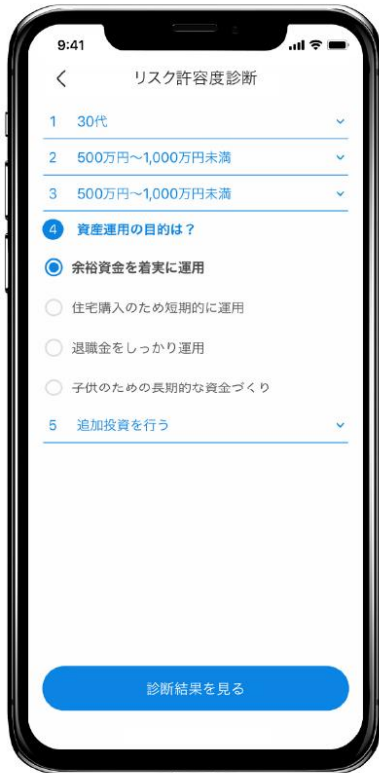 9:41
リスク許容度診断
1 30代
2 500万円〜1,000万円未満
3 500万円〜1,000万円未満
4 資産運用の目的は？
余裕資金を着実に運用
住宅購入のため短期的に運用
退職金をしっかり運用
子供のための長期的な資金づくり
5 追加投資を行う
診断結果を見る